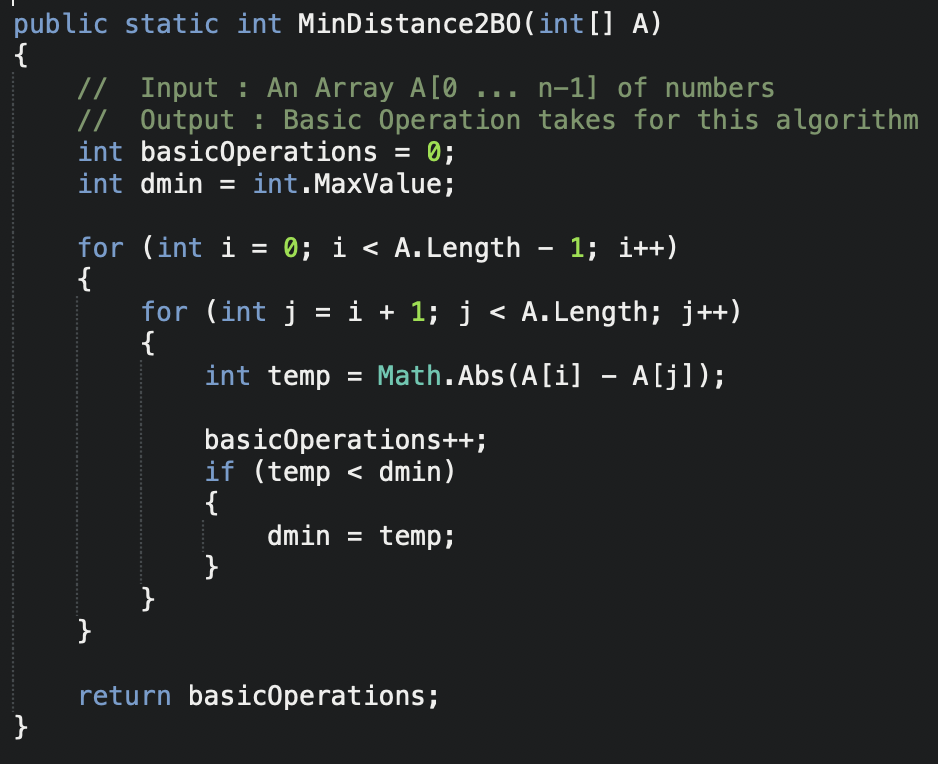 public static int MinDistance2BO(int[] A)
{
    //  Input : An Array A[0 ... n-1] of numbers
    //  Output : Basic Operation takes for this algorithm
    int basicOperations = 0;
    int dmin = int.MaxValue;

    for (int i = 0; i < A.Length - 1; i++)
    {
        for (int j = i + 1; j < A.Length; j++)
        {
            int temp = Math.Abs(A[i] - A[j]);

            basicOperations++;
            if (temp < dmin)
            {
                dmin = temp;
            }
        }
    }

    return basicOperations;
}